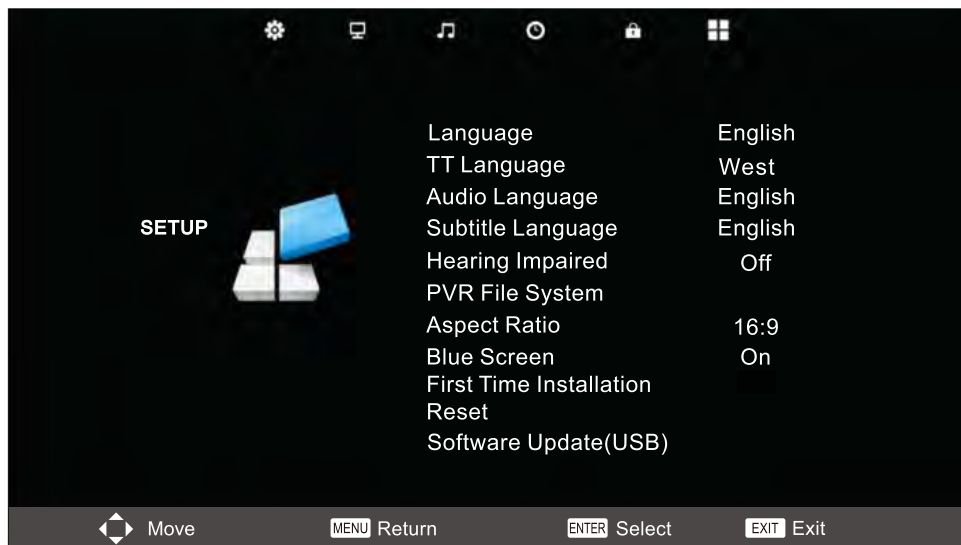 Language English
TT Language West
Audio Language English
SETUP
Subtitle Language English
Hearing Impaired Off
PVR File System
Aspect Ratio 16:9
Blue Screen On
First Time Installation
Reset
Software Update(USB)
Move MENU Return ENTER Select EXIT Exit